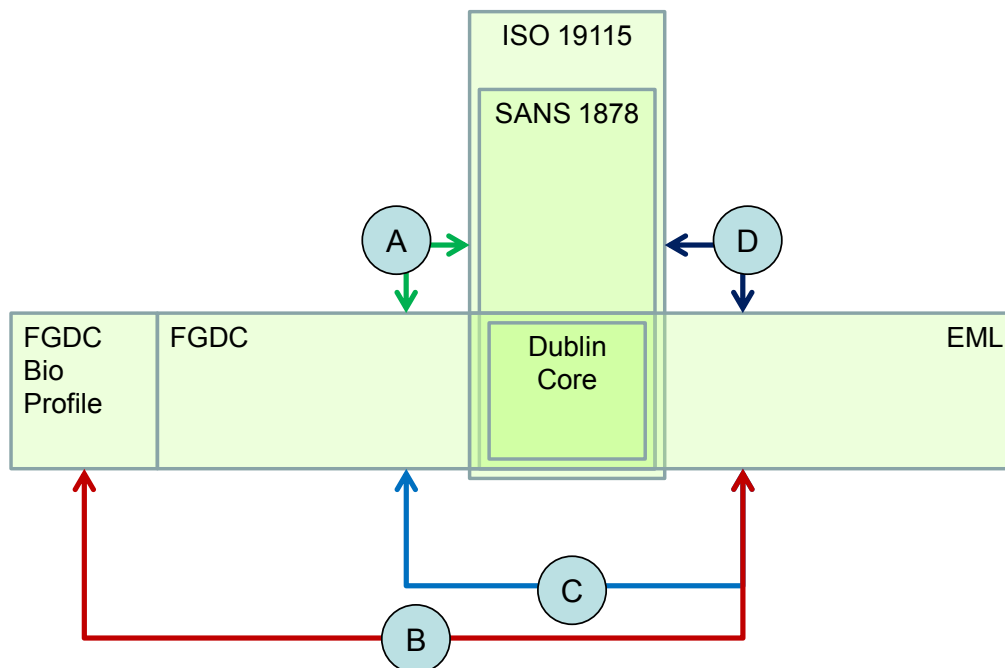 ISO 19115
SANS 1878
A
D
FGDC
Bio
Profile
FGDC
Dublin
Core
EML
C
B